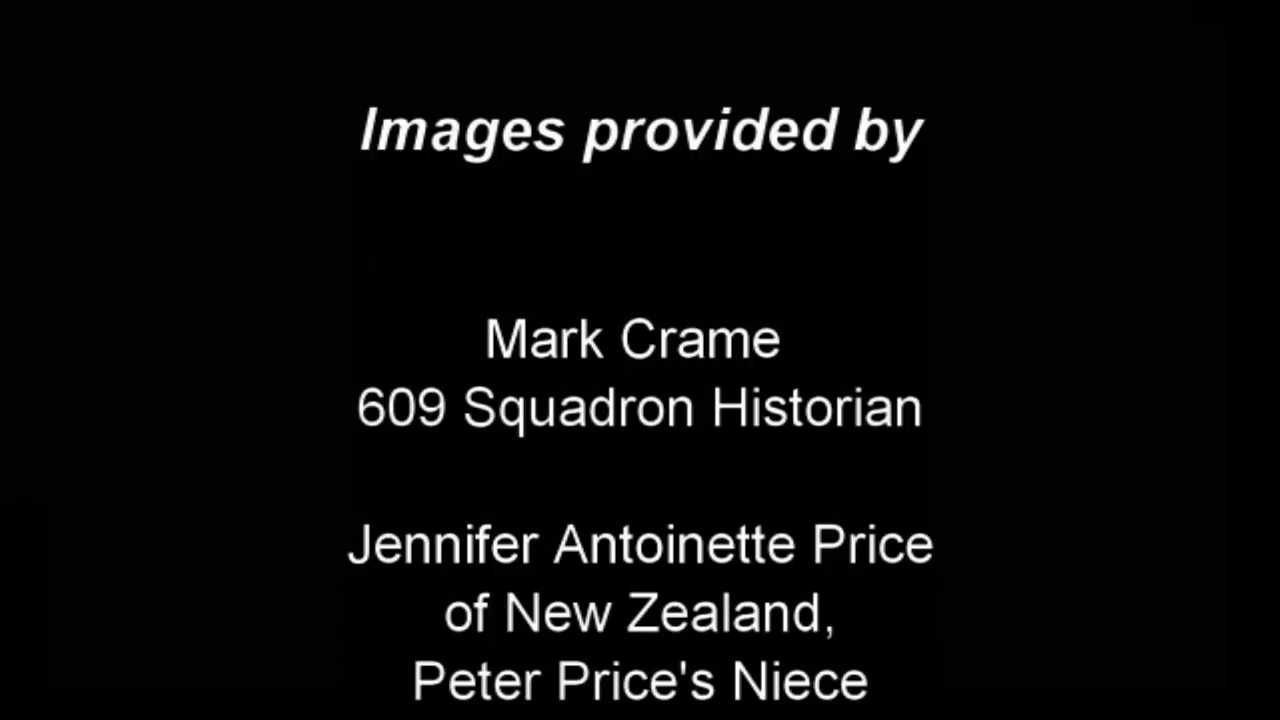 Images provided by
Mark Crame
609 Squadron Historian
Jennifer Antoinette Price
of New Zealand,
Peter Price's Niece